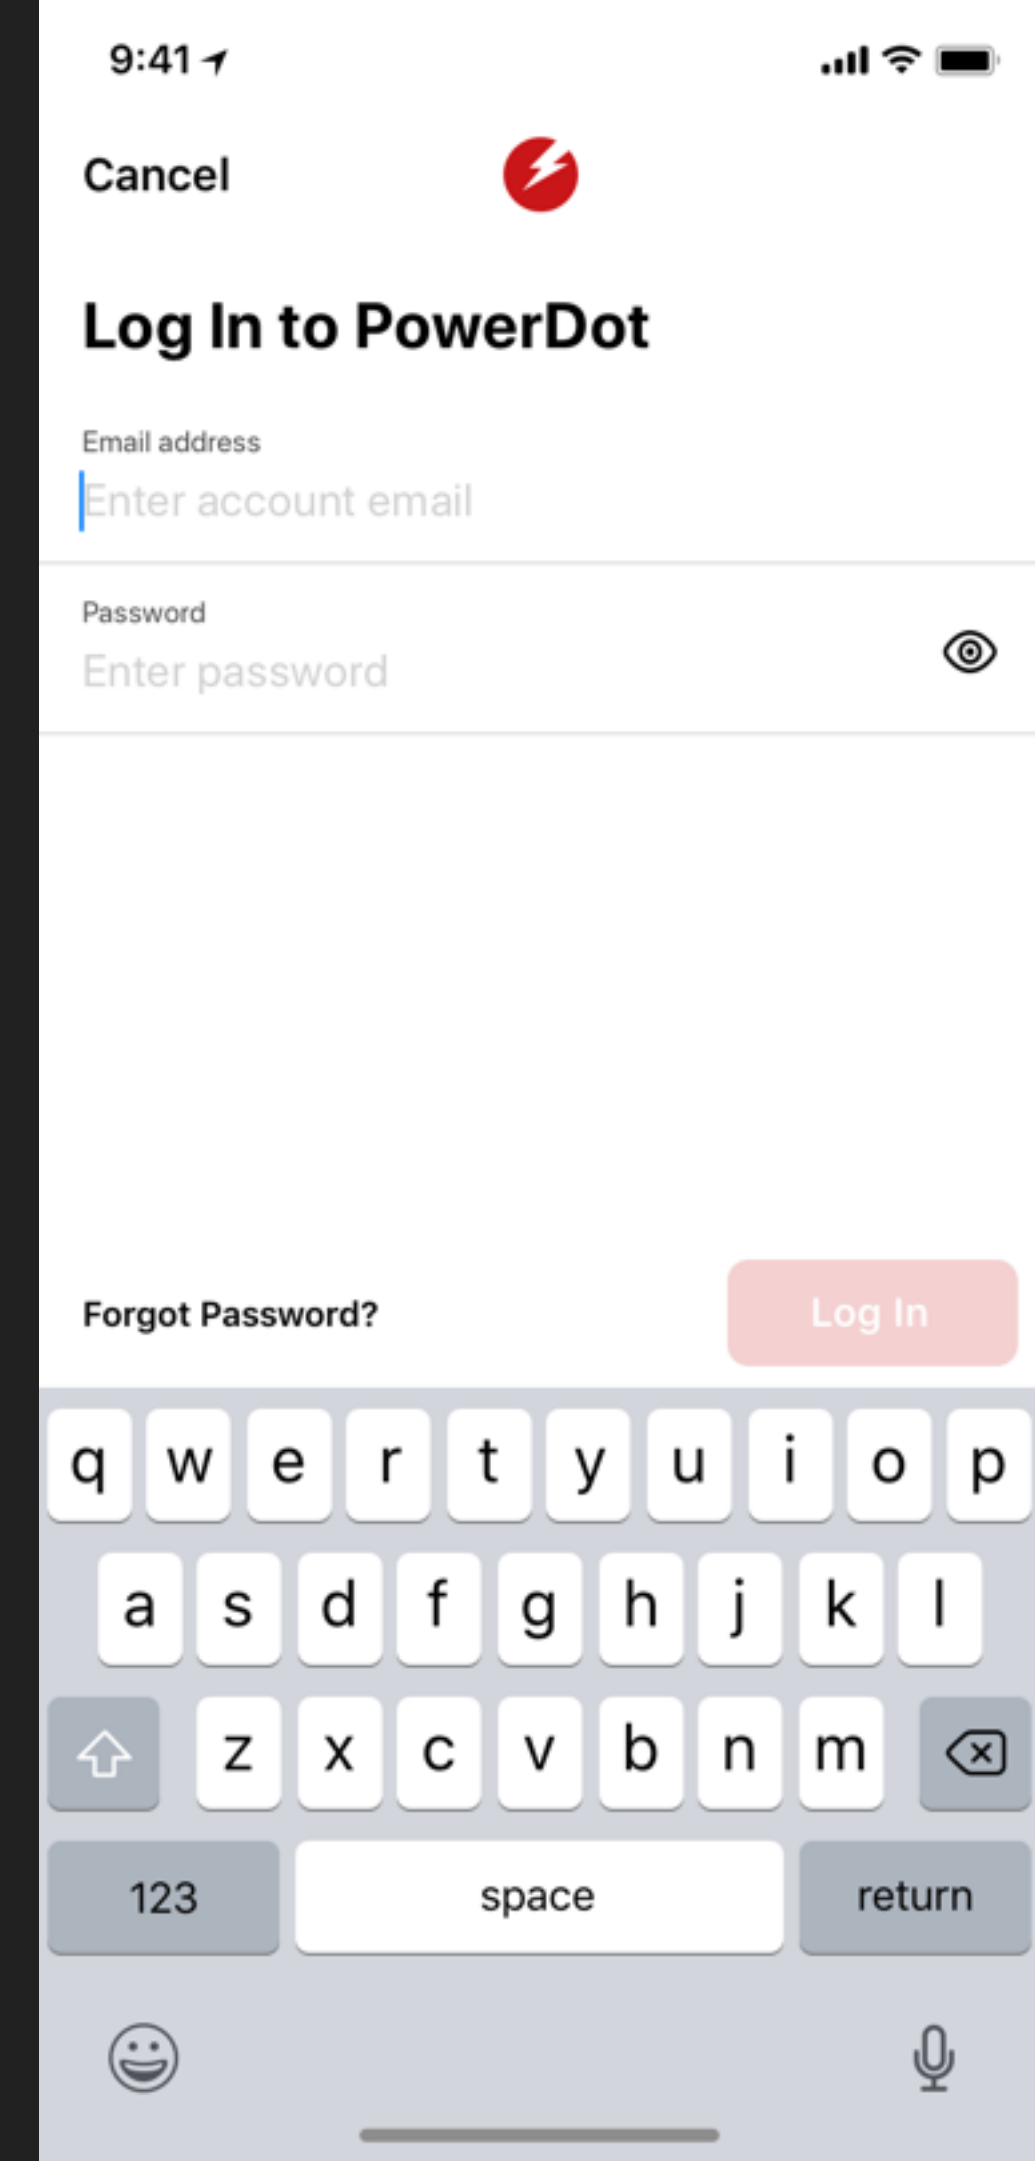 9:41
Cancel
Log In to PowerDot
Email address
Enter account email
Password
Enter password
Forgot Password?
Log In
q w e r t y u i o p
a s d f g h j k l
z x c v b n m
123 space return